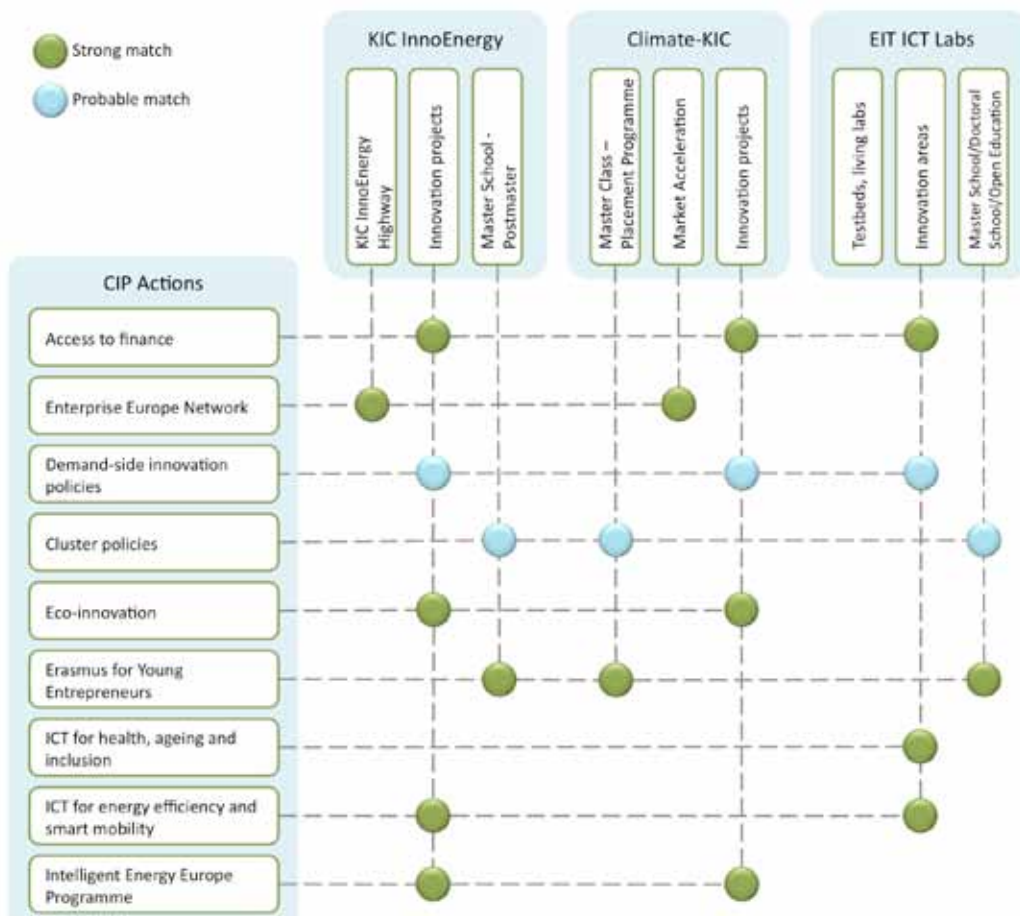 Strong match
Probable match
KIC InnoEnergy
Climate-KIC
EIT ICT Labs
KIC InnoEnergy
Highway
Innovation projects
Master School -
Postmaster
Master Class –
Placement Programme
Market Acceleration
Innovation projects
Testbeds, living labs
Innovation areas
Master School/Doctoral
School/Open Education
CIP Actions
Access to finance
Enterprise Europe Network
Demand-side innovation
policies
Cluster policies
Eco-innovation
Erasmus for Young
Entrepreneurs
ICT for health, ageing and
inclusion
ICT for energy efficiency and
smart mobility
Intelligent Energy Europe
Programme